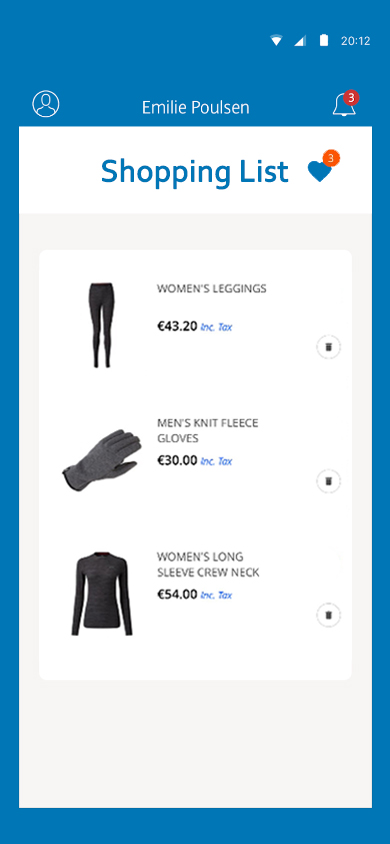 20:12
Emilie Poulsen
3
Shopping List
3
WOMEN'S LEGGINGS
€43.20 Inc. Tax
MEN'S KNIT FLEECE
GLOVES
€30.00 Inc. Tax
WOMEN'S LONG
SLEEVE CREW NECK
€54.00 Inc. Tax